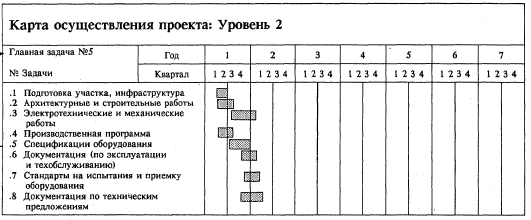 Карта осуществления проекта: Уровень 2
Главная задача №5 Год 1 2 3 4 5 6 7
№ Задачи Квартал 1 2 3 4 1 2 3 4 1 2 3 4 1 2 3 4 1 2 3 4 1 2 3 4 1 2 3 4
.1 Подготовка участка, инфраструктура
.2 Архитектурные и строительные работы
.3 Электротехнические и механические
работы
.4 Производственная программа
.5 Спецификации оборудования
.6 Документация (по эксплуатации
и техобслуживанию)
.7 Стандарты на испытания и приемку
оборудования
.8 Документация по техническим
предложениям